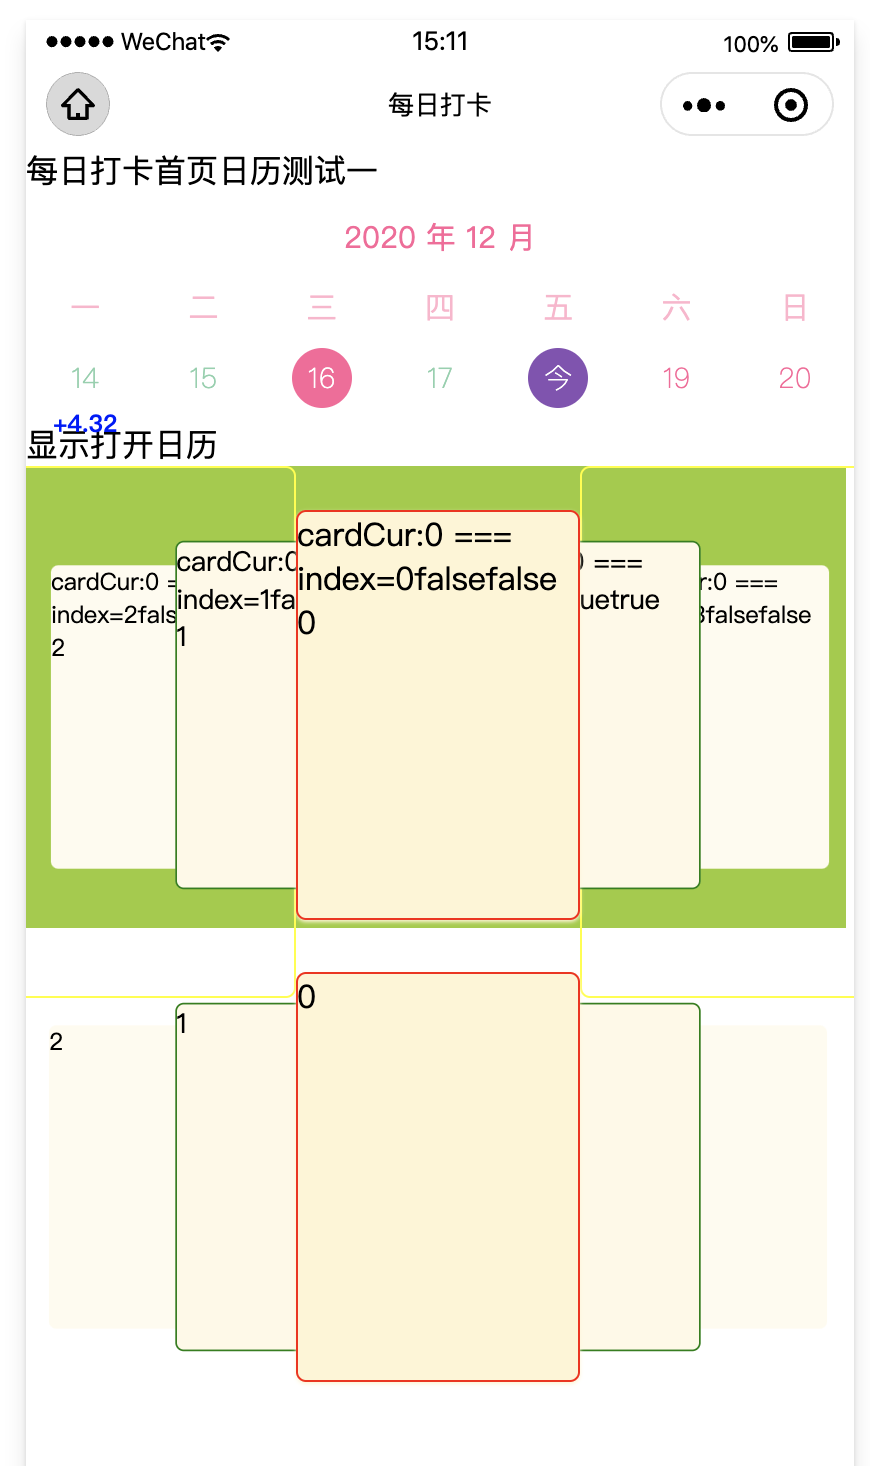 WeChat 15:11 100%
每日打卡
每日打卡首页日历测试一
2020 年 12 月
一 二 三 四 五 六 日
14 15 16 17 今 19 20
+4.32
显示打开日历
cardCur:0 ===
index=0falsefalse
0
cardCur:0
index=1fa
1
cardCur:0 =
index=2fals
2
0 ===
uetrue
r:0 ===
3falsefalse
0
1
2